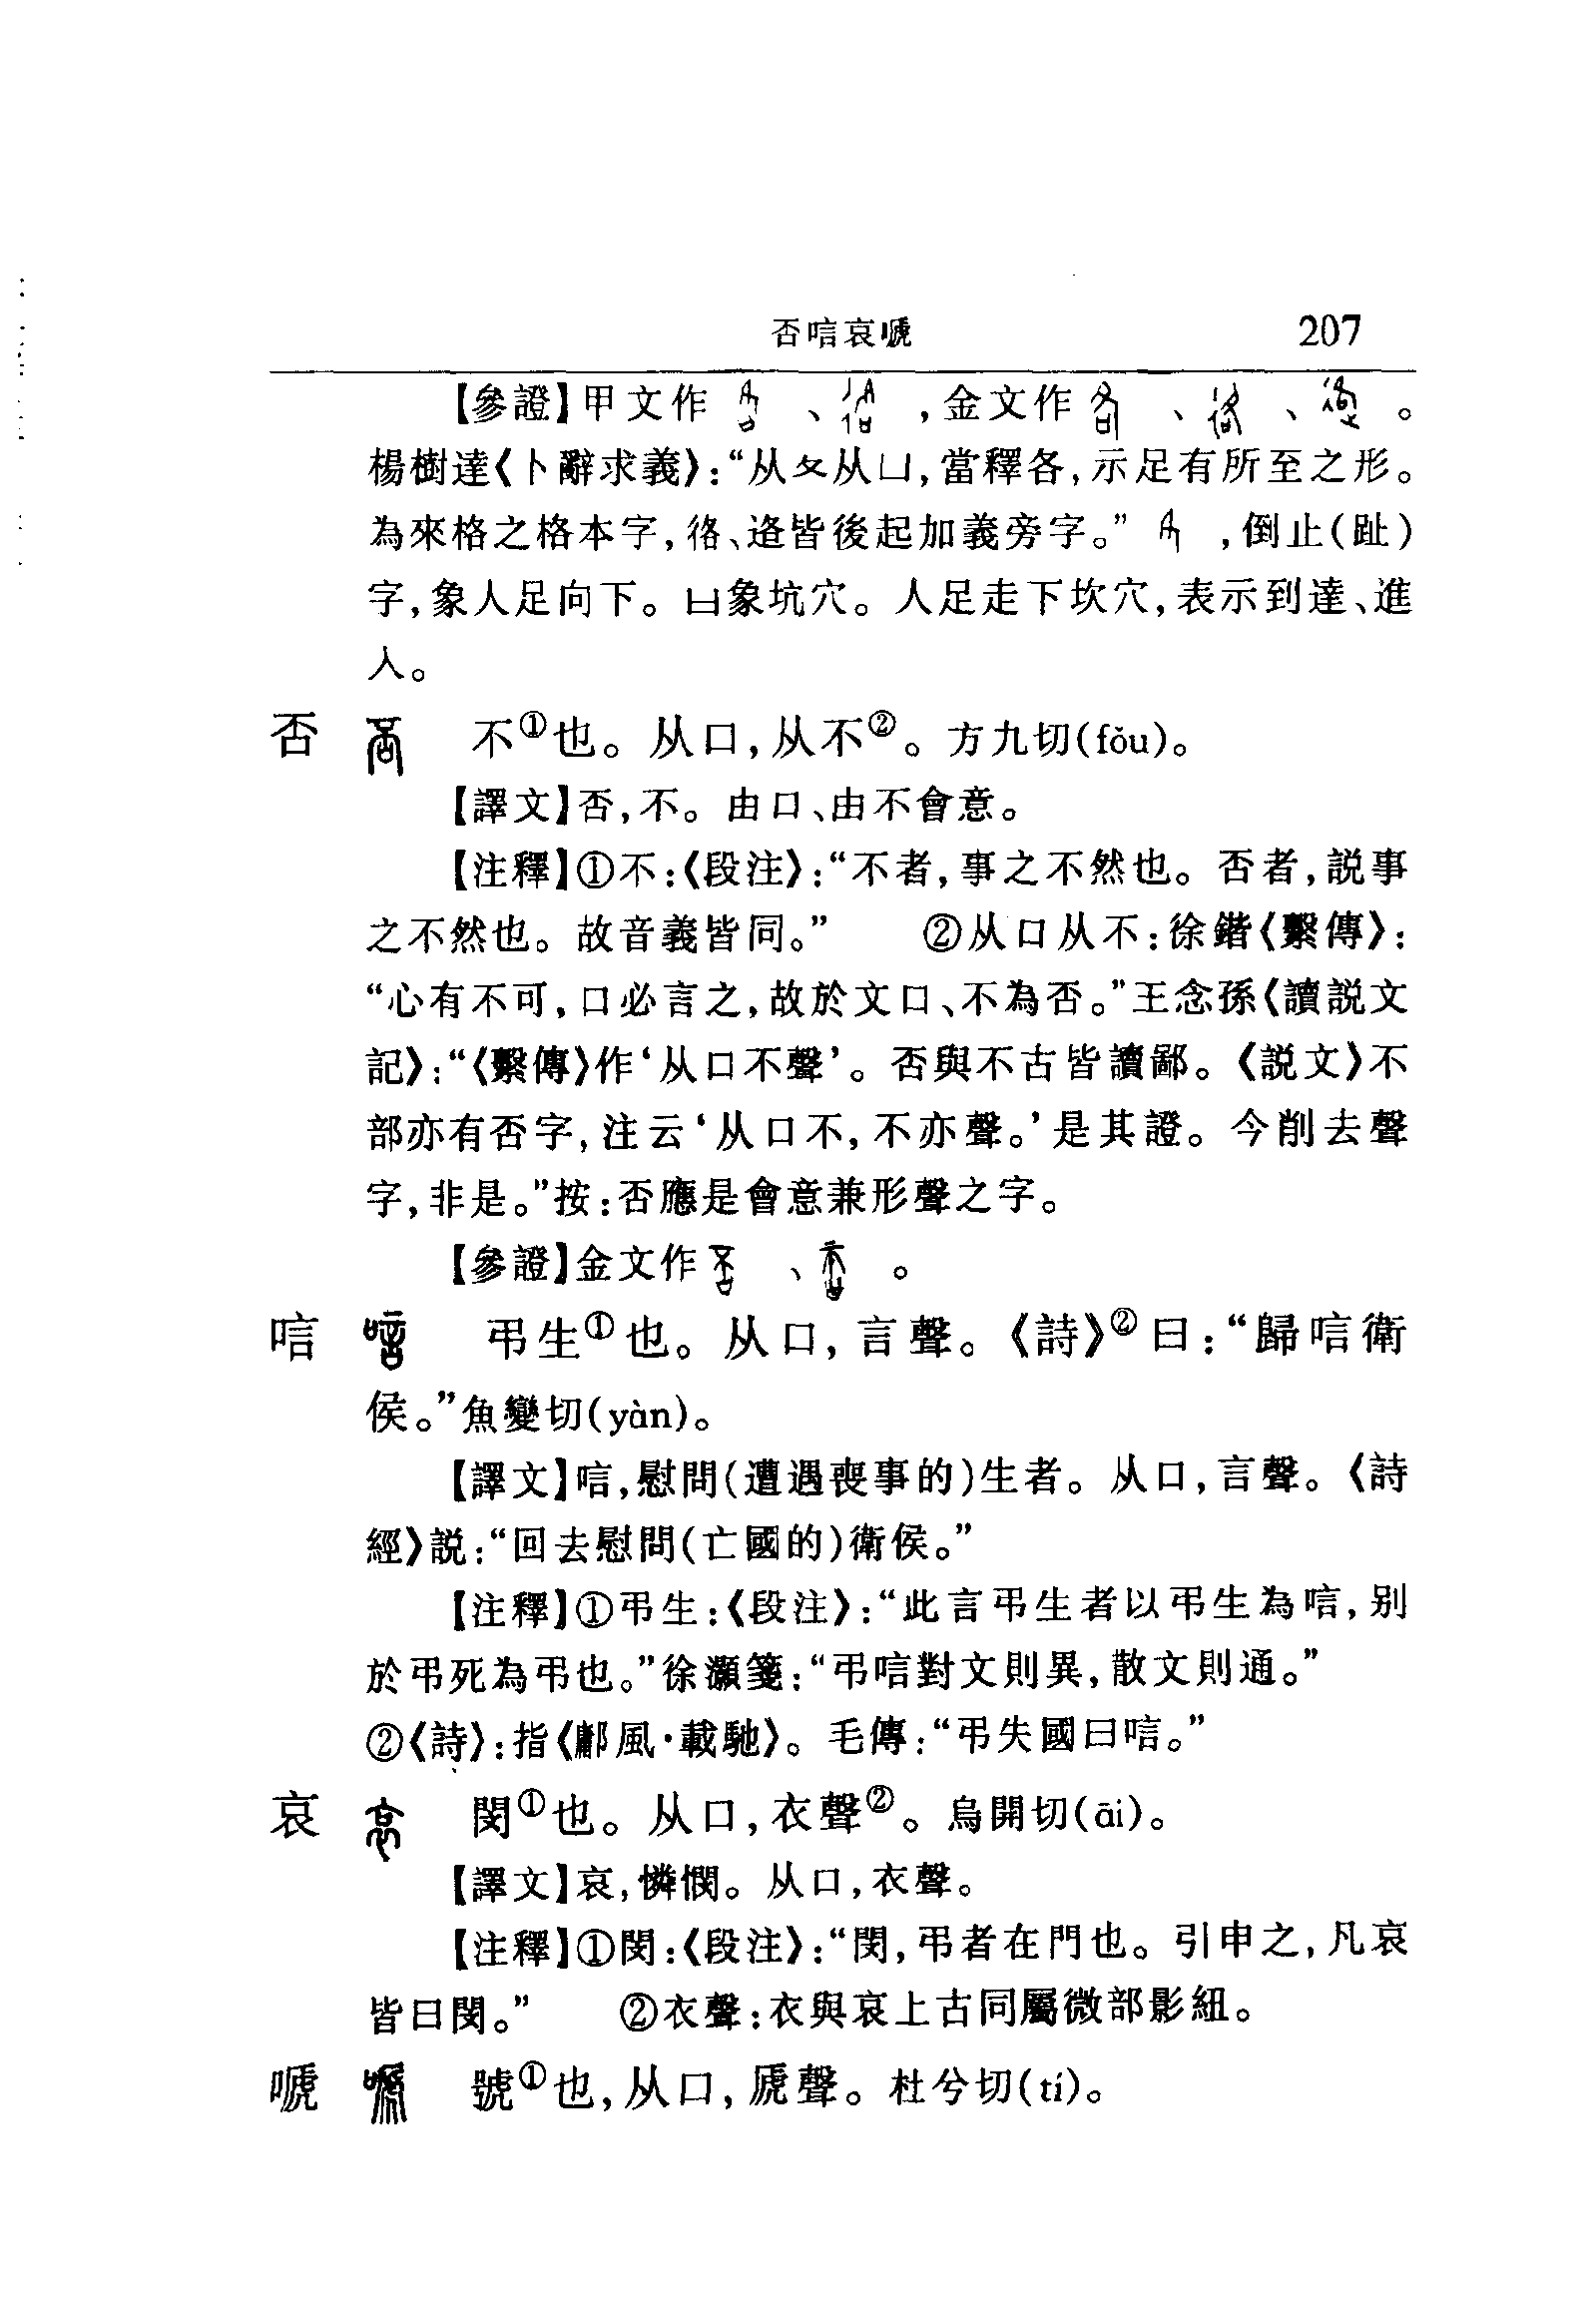 否唁哀嗁 207
【參證】甲文作 、 ,金文作 、 、 。
楊樹達《卜辭求義》:“从夊从凵,當釋各,示足有所至之形。
為來格之格本字,㣟、逄皆後起加義旁字。” ,倒止(趾)
字,象人足向下。凵象坑穴。人足走下坎穴,表示到達、進
入。
否 不①也。从口,从不②。方九切(fǒu)。
【譯文】否,不。由口、由不會意。
【注釋】①不:《段注》:“不者,事之不然也。否者,説事
之不然也。故音義皆同。” ②从口从不:徐鍇《繫傳》:
“心有不可,口必言之,故於文口、不為否。”王念孫《讀説文
記》:“《繫傳》作‘从口不聲’。否與不古皆讀鄙。《説文》不
部亦有否字,注云‘从口不,不亦聲。’是其證。今削去聲
字,非是。”按:否應是會意兼形聲之字。
【參證】金文作 、 。
唁 弔生①也。从口,言聲。《詩》②曰:“歸唁衛
侯。”魚變切(yàn)。
【譯文】唁,慰問(遭遇喪事的)生者。从口,言聲。《詩
經》説:“回去慰問(亡國的)衛侯。”
【注釋】①弔生:《段注》:“此言弔生者以弔生為唁,别
於弔死為弔也。”徐灝箋:“弔唁對文則異,散文則通。”
②《詩》:指《鄘風·載馳》。毛傳:“弔失國曰唁。”
哀 閔①也。从口,衣聲②。烏開切(āi)。
【譯文】哀,憐憫。从口,衣聲。
【注釋】①閔:《段注》:“閔,弔者在門也。引申之,凡哀
皆曰閔。” ②衣聲:衣與哀上古同屬微部影紐。
嗁 號①也,从口,虒聲。杜兮切(tí)。